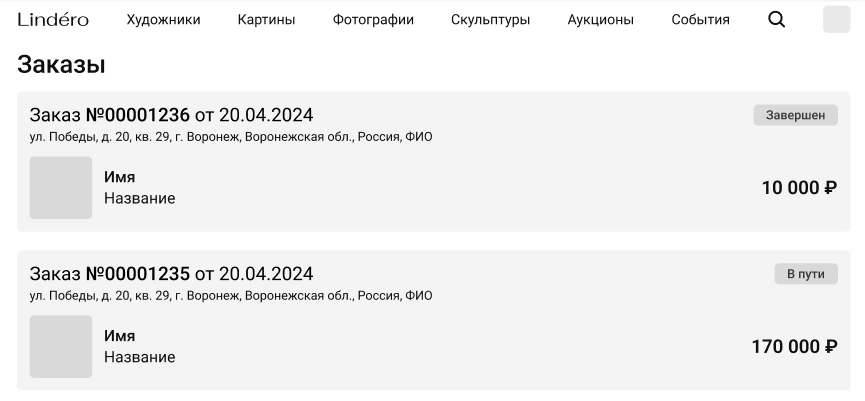 Lindéro Художники Картины Фотографии Скульптуры Аукционы События
Заказы
Заказ №00001236 от 20.04.2024 Завершен
ул. Победы, д. 20, кв. 29, г. Воронеж, Воронежская обл., Россия, ФИО
Имя
Название
10 000 ₽
Заказ №00001235 от 20.04.2024 В пути
ул. Победы, д. 20, кв. 29, г. Воронеж, Воронежская обл., Россия, ФИО
Имя
Название
170 000 ₽